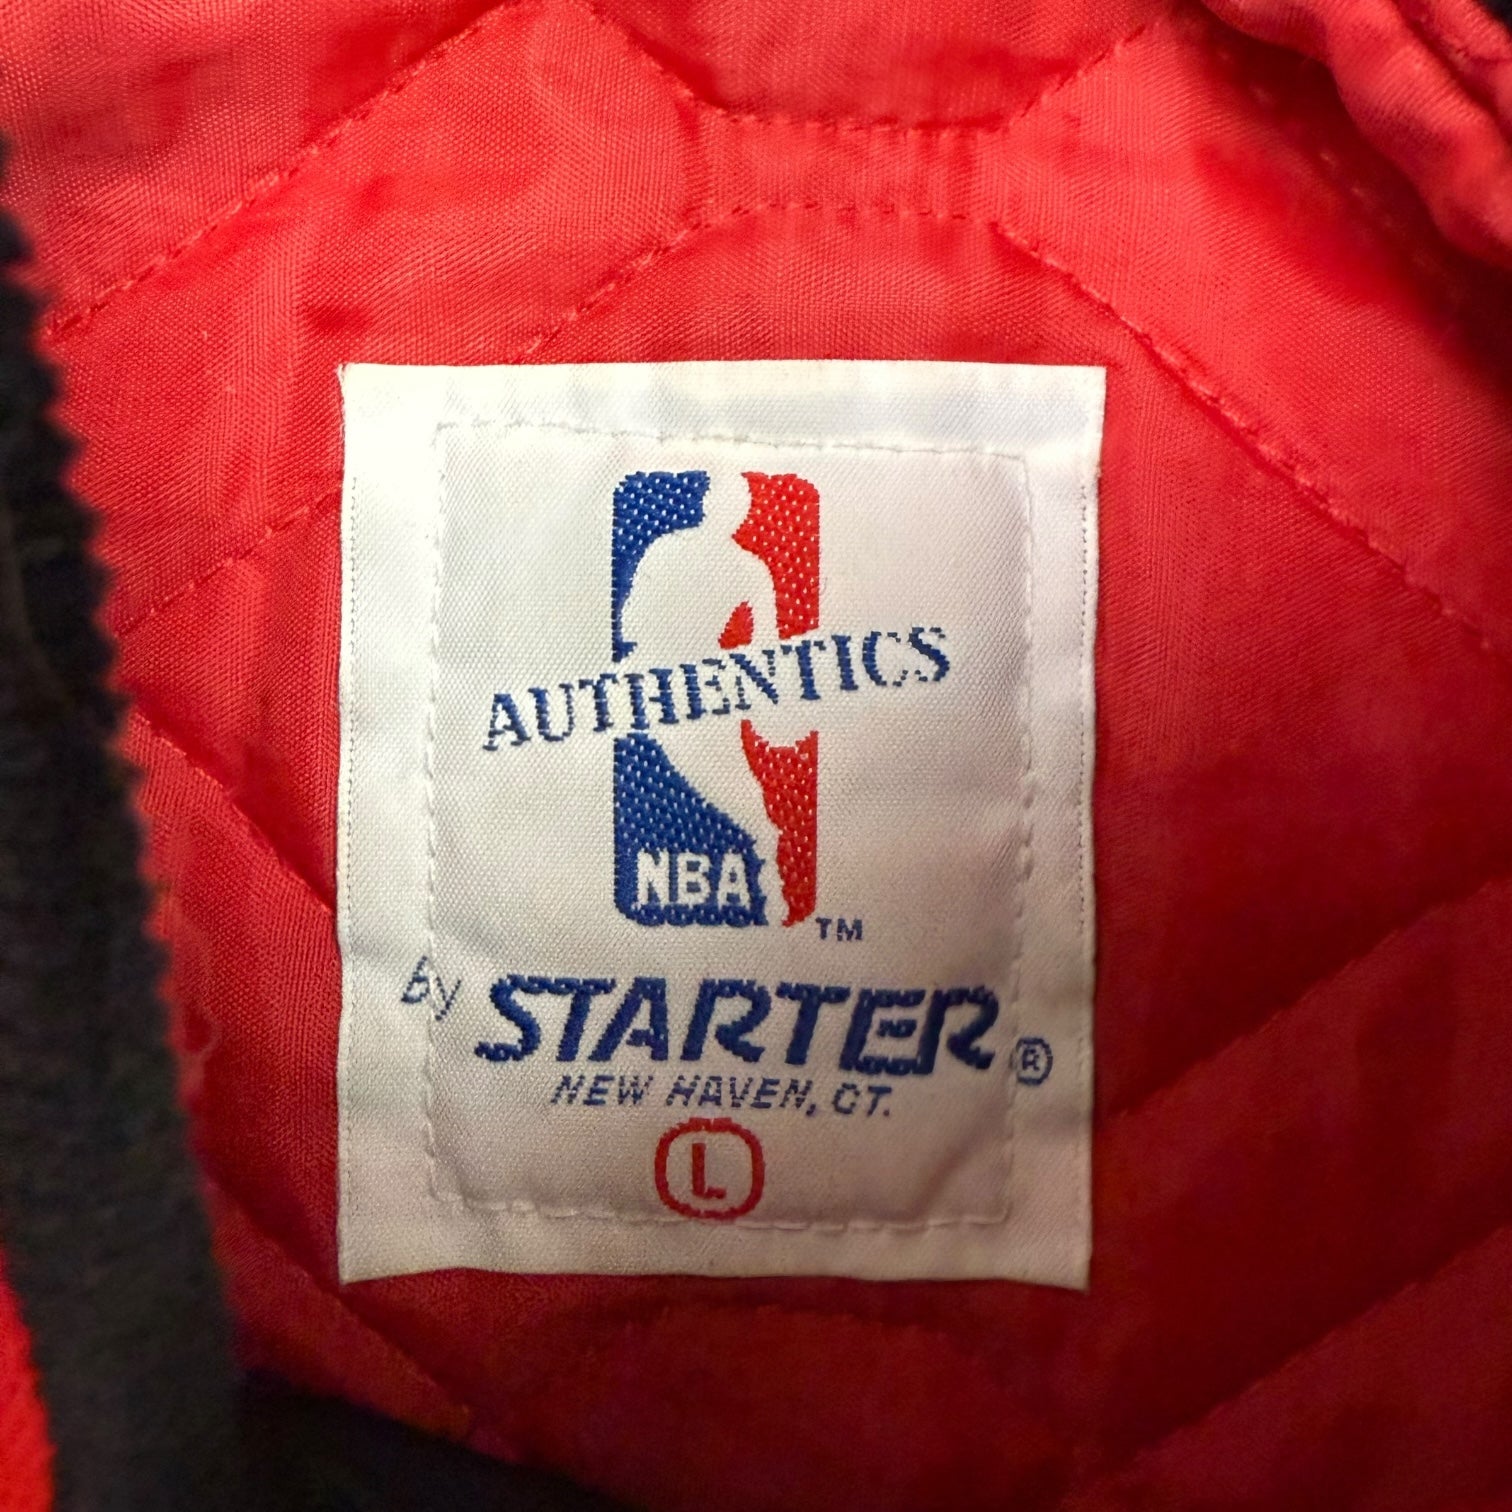 AUTHENTICS
NBA TM
by STARTER ®
NEW HAVEN, CT.
L